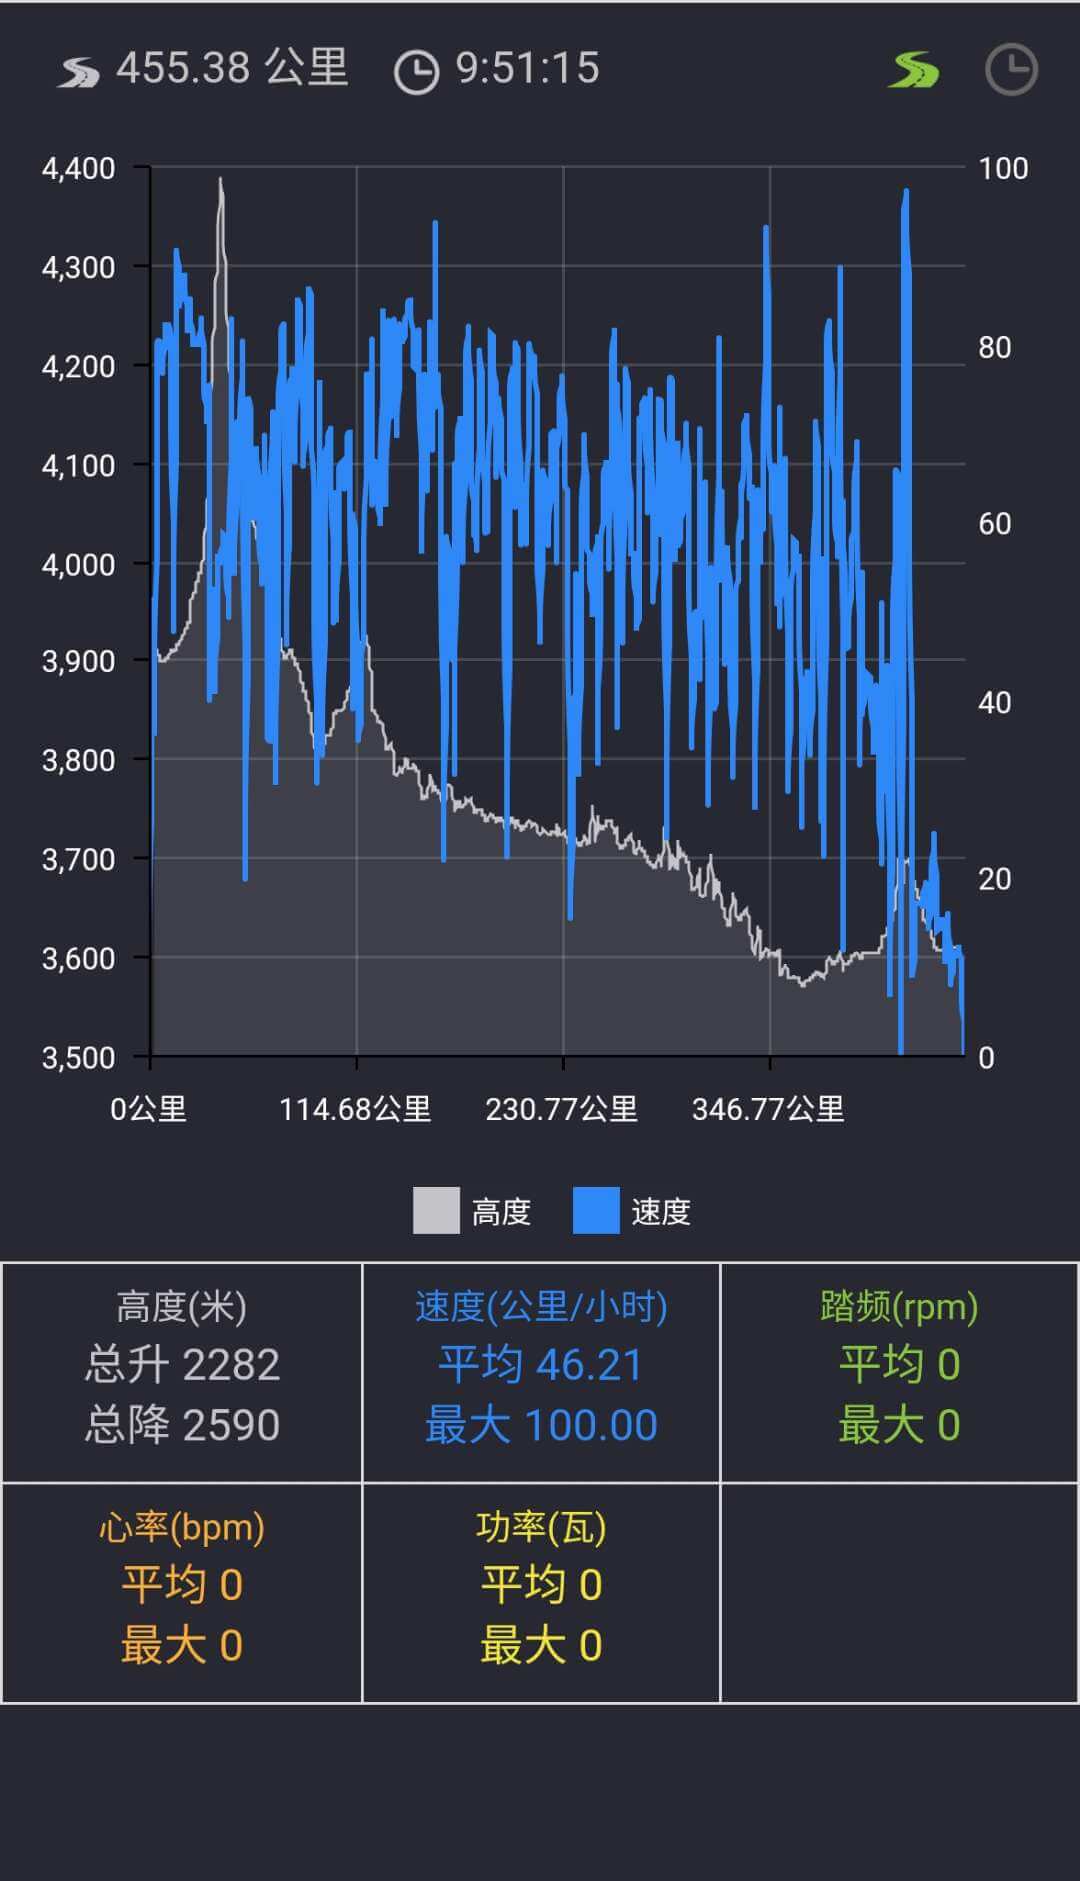 455.38 公里 9:51:15
4,400 100
4,300
4,200 80
4,100
4,000 60
3,900
3,800 40
3,700 20
3,600
3,500 0
0公里 114.68公里 230.77公里 346.77公里
高度 速度
高度(米) 速度(公里/小时) 踏频(rpm)
总升 2282 平均 46.21 平均 0
总降 2590 最大 100.00 最大 0
心率(bpm) 功率(瓦)
平均 0 平均 0
最大 0 最大 0